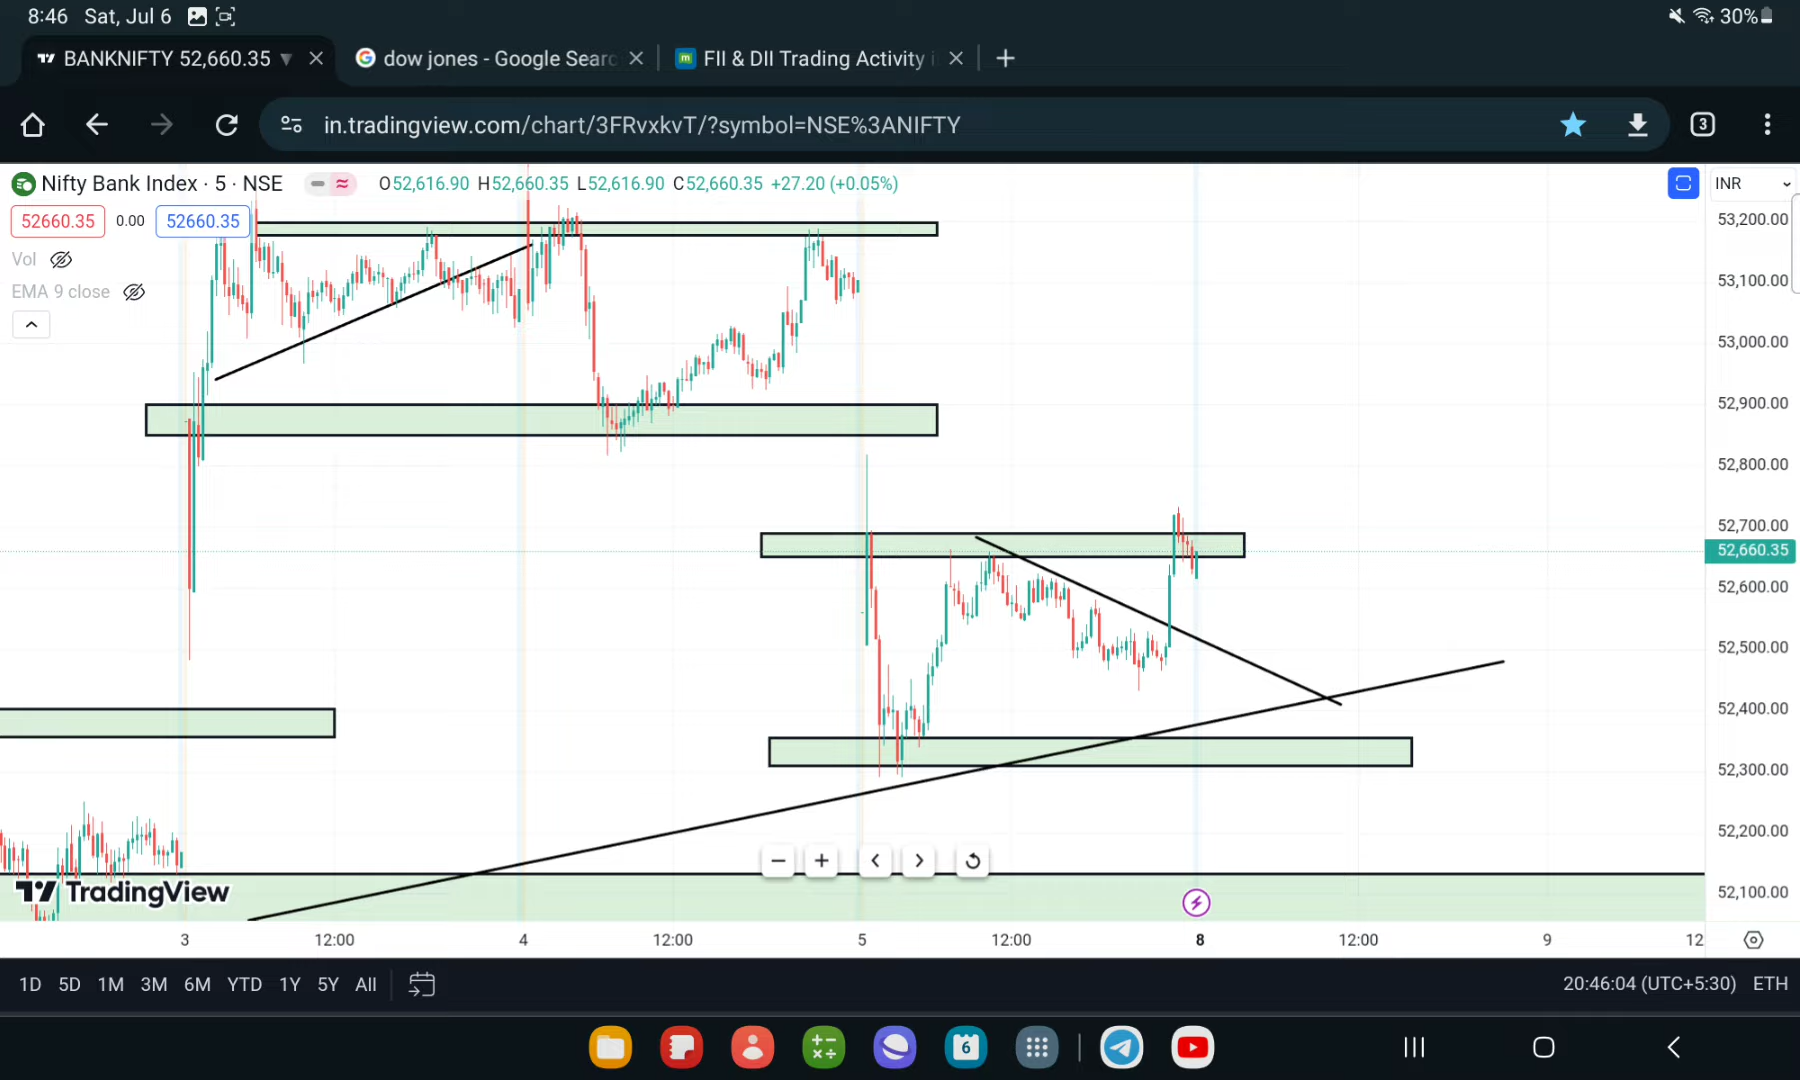 8:46 Sat, Jul 6 30%
BANKNIFTY 52,660.35 dow jones - Google Searc FII & DII Trading Activity i
in.tradingview.com/chart/3FRvxkvT/?symbol=NSE%3ANIFTY 3
Nifty Bank Index · 5 · NSE O52,616.90 H52,660.35 L52,616.90 C52,660.35 +27.20 (+0.05%) INR
52660.35 0.00 52660.35
Vol
EMA 9 close
53,200.00
53,100.00
53,000.00
52,900.00
52,800.00
52,700.00
52,660.35
52,600.00
52,500.00
52,400.00
52,300.00
52,200.00
52,100.00
TradingView
3 12:00 4 12:00 5 12:00 8 12:00 9 12
1D 5D 1M 3M 6M YTD 1Y 5Y All 20:46:04 (UTC+5:30) ETH
6